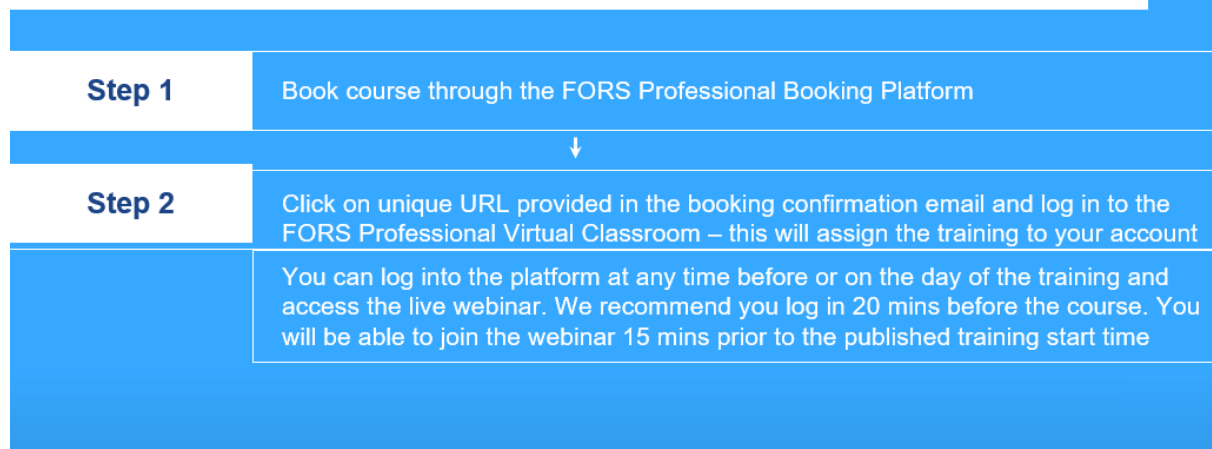 Step 1
Book course through the FORS Professional Booking Platform
Step 2
Click on unique URL provided in the booking confirmation email and log in to the
FORS Professional Virtual Classroom – this will assign the training to your account
You can log into the platform at any time before or on the day of the training and
access the live webinar. We recommend you log in 20 mins before the course. You
will be able to join the webinar 15 mins prior to the published training start time